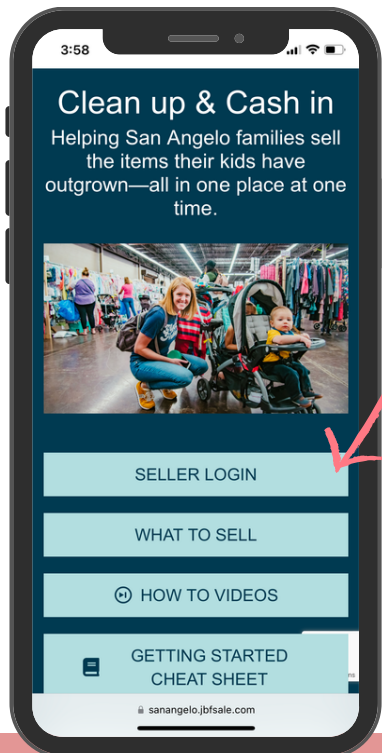 3:58
Clean up & Cash in
Helping San Angelo families sell
the items their kids have
outgrown—all in one place at one
time.
SELLER LOGIN
WHAT TO SELL
HOW TO VIDEOS
GETTING STARTED
CHEAT SHEET
sanangelo.jbfsale.com